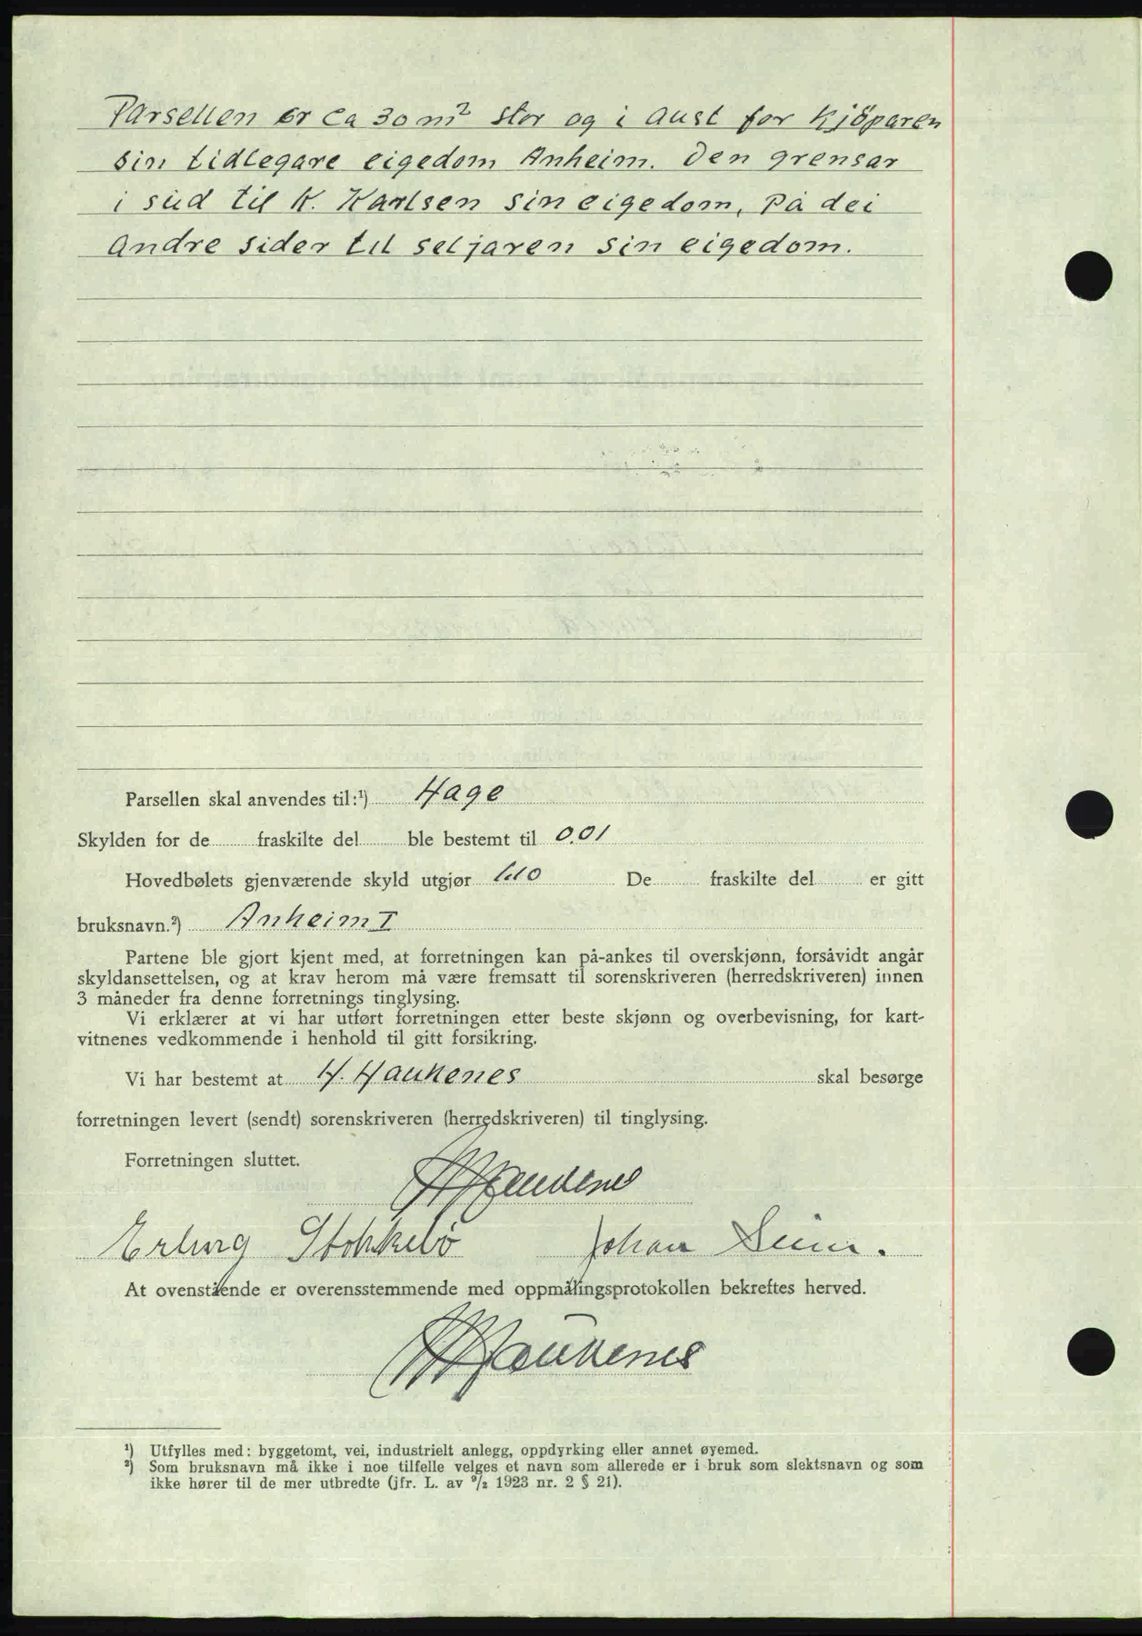 Parsellen er ca 30 m² stor og i aust for kjöparen
sin tidlegare eigedom Anheim. Den grensar
i süd til K. Karlsen sin eigedom, på dei
andre sider til seljaren sin eigedom.
Parsellen skal anvendes til:¹) Hage
Skylden for de fraskilte del ble bestemt til 0.01
Hovedbølets gjenværende skyld utgjør 1.10 De fraskilte del er gitt
bruksnavn.²) Anheim I
Partene ble gjort kjent med, at forretningen kan på-ankes til overskjønn, forsåvidt angår
skyldansettelsen, og at krav herom må være fremsatt til sorenskriveren (herredskriveren) innen
3 måneder fra denne forretnings tinglysing.
Vi erklærer at vi har utført forretningen etter beste skjønn og overbevisning, for kart-
vitnenes vedkommende i henhold til gitt forsikring.
Vi har bestemt at H. Haukenes skal besørge
forretningen levert (sendt) sorenskriveren (herredskriveren) til tinglysing.
Forretningen sluttet.
H Haukenes
Erling Stokkebö Johan Seim.
At ovenstående er overensstemmende med oppmålingsprotokollen bekreftes herved.
H Haukenes
¹) Utfylles med: byggetomt, vei, industrielt anlegg, oppdyrking eller annet øyemed.
²) Som bruksnavn må ikke i noe tilfelle velges et navn som allerede er i bruk som slektsnavn og som
ikke hører til de mer utbredte (jfr. L. av ⁹/₂ 1923 nr. 2 § 21).